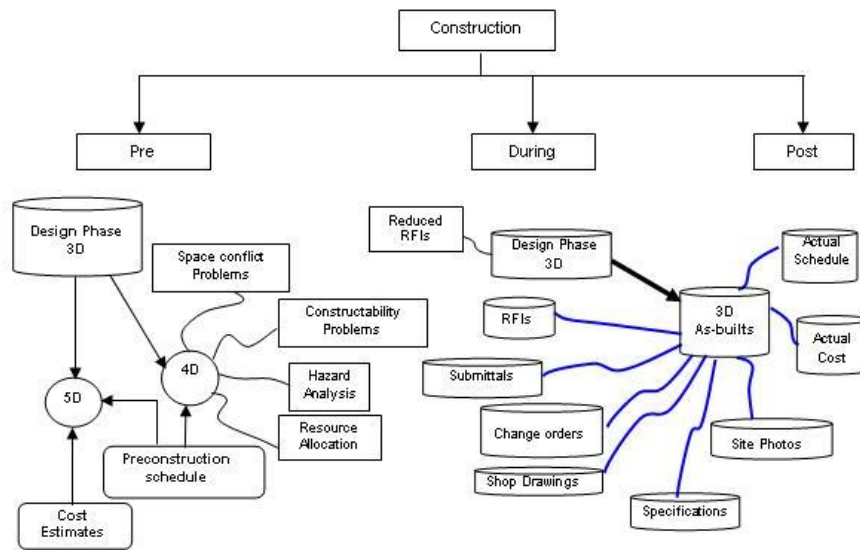 Construction
Pre
During
Post
Design Phase
3D
Space conflict
Problems
Constructability
Problems
4D
Hazard
Analysis
5D
Resource
Allocation
Preconstruction
schedule
Cost
Estimates
Reduced
RFIs
Design Phase
3D
Actual
Schedule
3D
As-builts
RFIs
Actual
Cost
Submittals
Change orders
Site Photos
Shop Drawings
Specifications